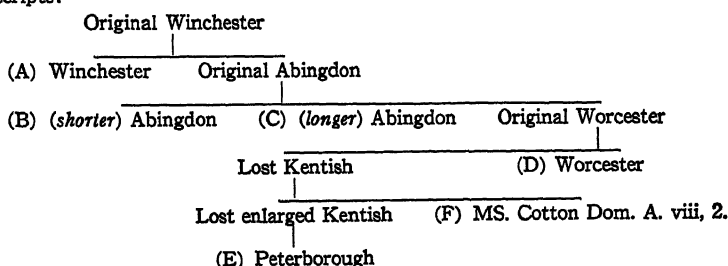 scripts:
Original Winchester
(A) Winchester Original Abingdon
(B) (shorter) Abingdon (C) (longer) Abingdon Original Worcester
Lost Kentish (D) Worcester
Lost enlarged Kentish (F) MS. Cotton Dom. A. viii, 2.
(E) Peterborough